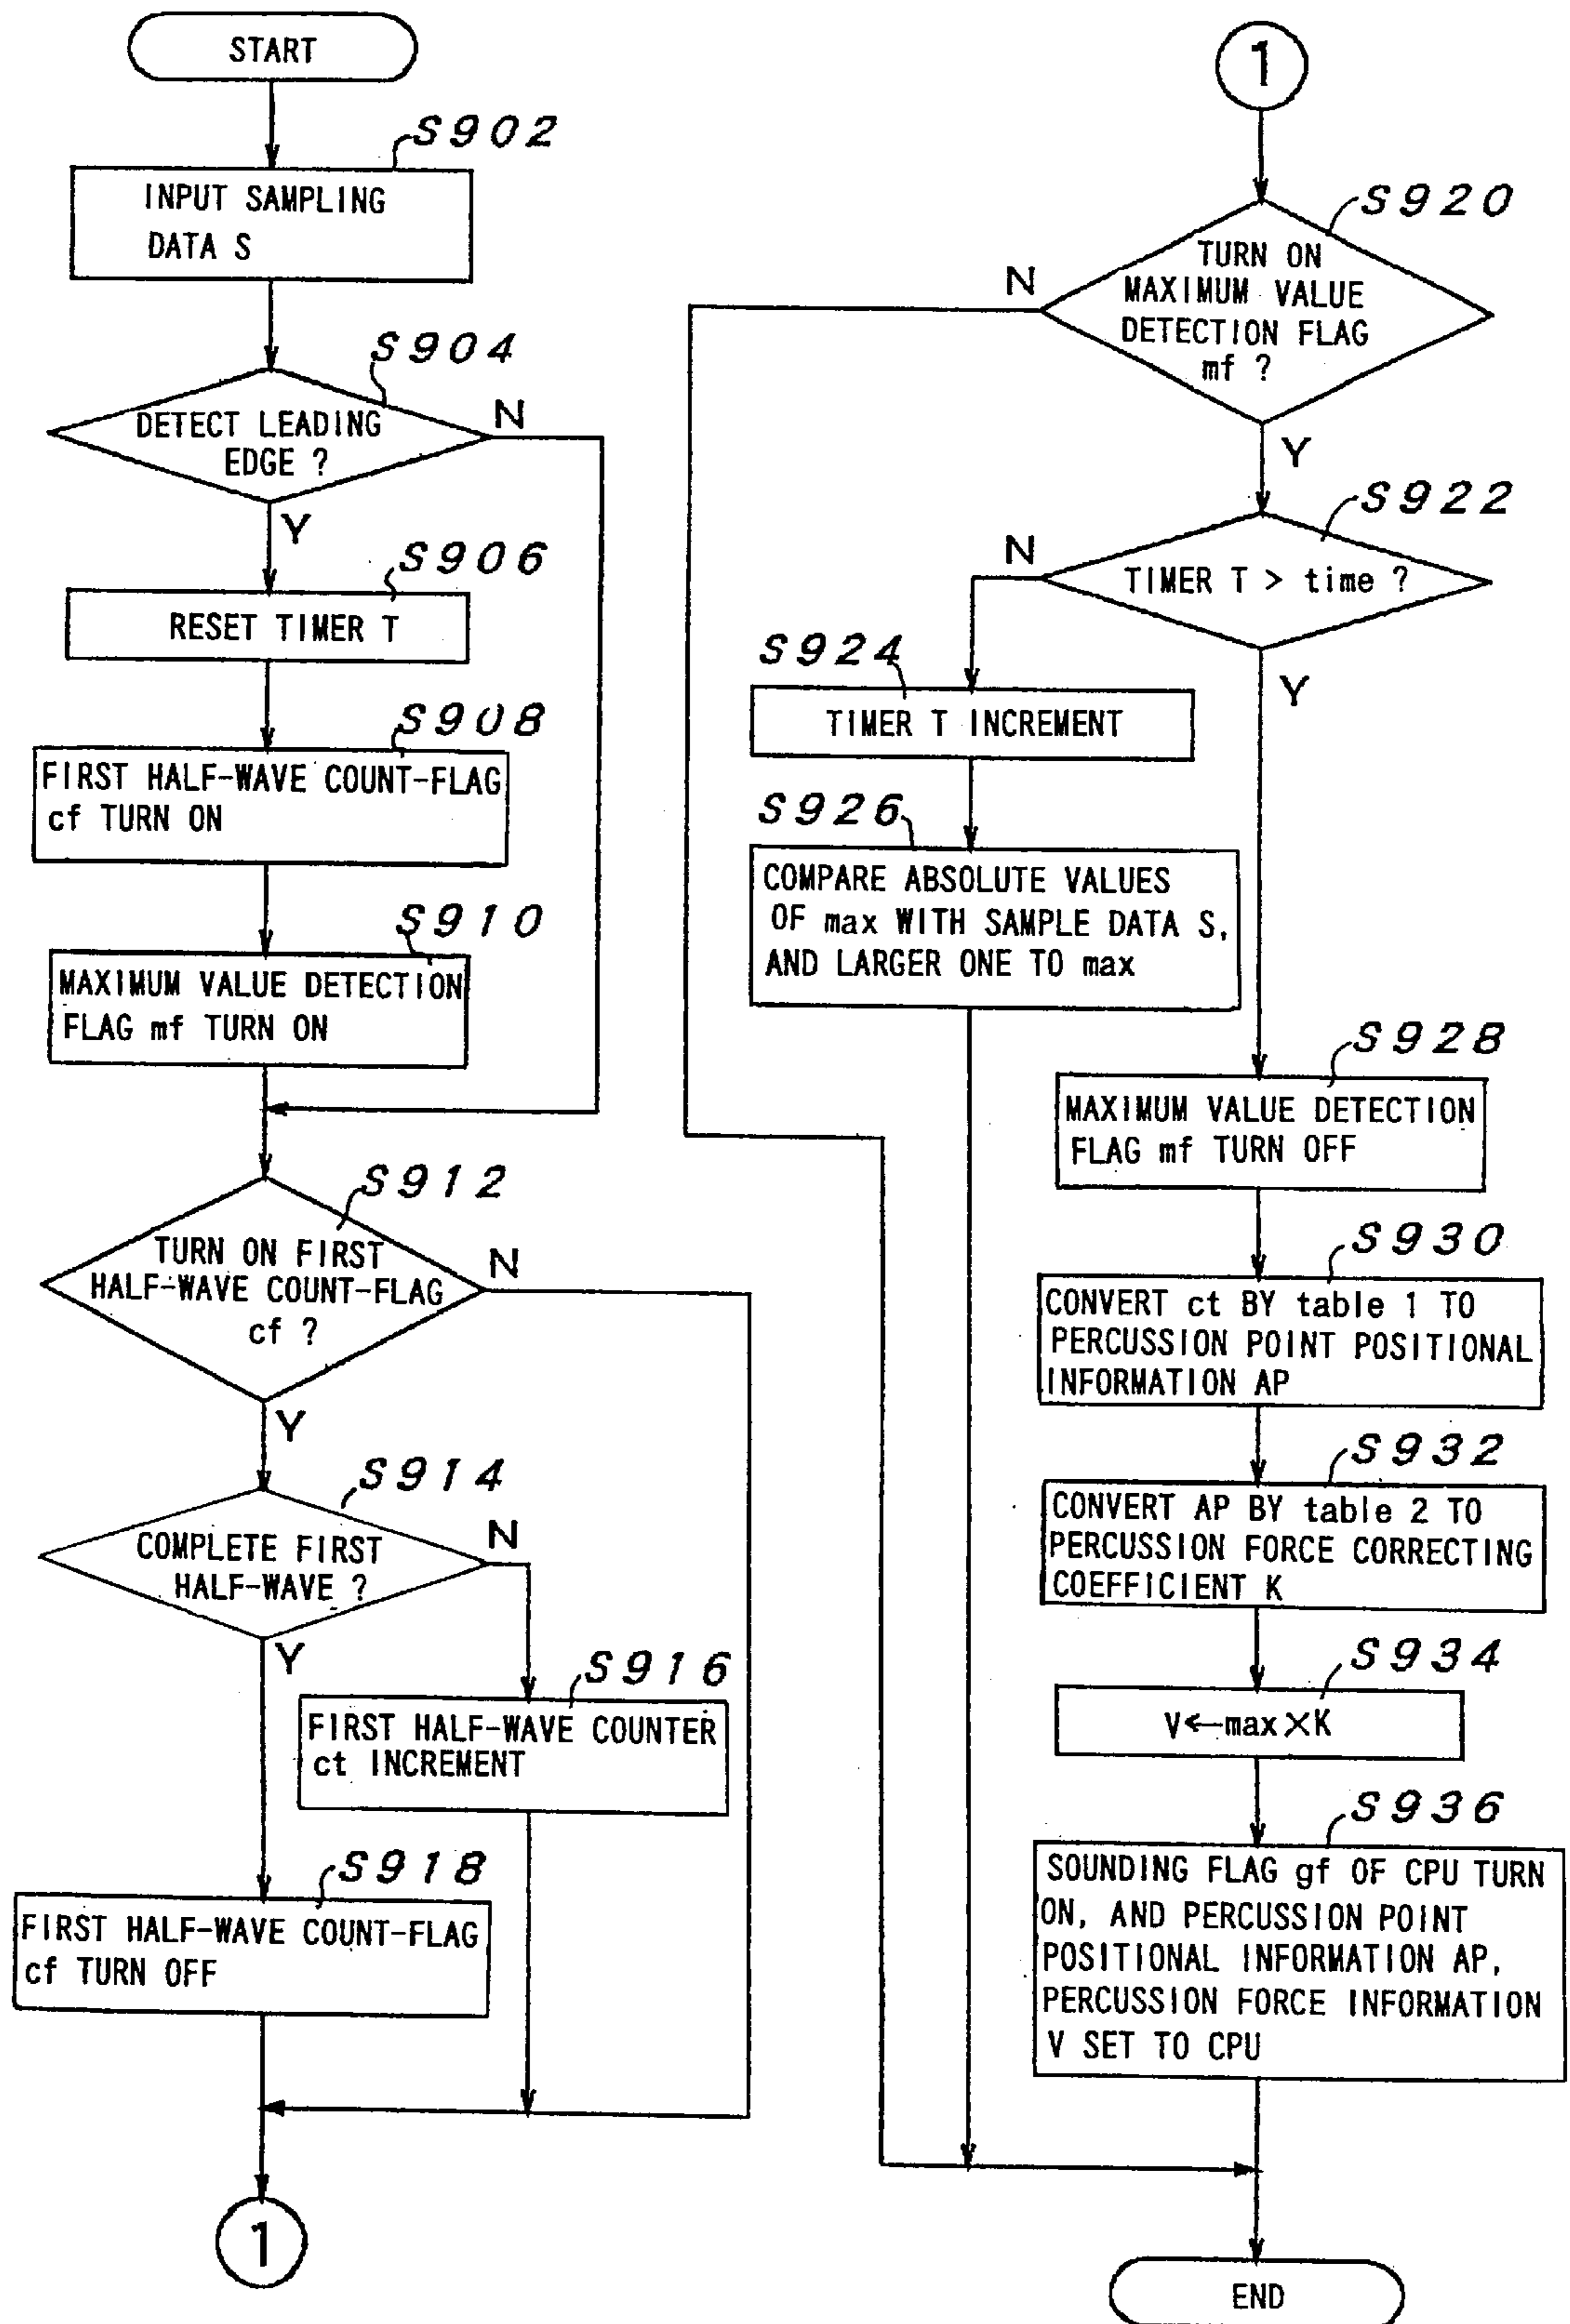 START
S902
INPUT SAMPLING
DATA S
S904
DETECT LEADING
EDGE ?
N
Y
S906
RESET TIMER T
S908
FIRST HALF-WAVE COUNT-FLAG
cf TURN ON
S910
MAXIMUM VALUE DETECTION
FLAG mf TURN ON
S912
TURN ON FIRST
HALF-WAVE COUNT-FLAG
cf ?
N
Y
S914
COMPLETE FIRST
HALF-WAVE ?
N
Y
S916
FIRST HALF-WAVE COUNTER
ct INCREMENT
S918
FIRST HALF-WAVE COUNT-FLAG
cf TURN OFF
1
1
S920
TURN ON
MAXIMUM VALUE
DETECTION FLAG
mf ?
N
Y
S922
TIMER T > time ?
N
Y
S924
TIMER T INCREMENT
S926
COMPARE ABSOLUTE VALUES
OF max WITH SAMPLE DATA S,
AND LARGER ONE TO max
S928
MAXIMUM VALUE DETECTION
FLAG mf TURN OFF
S930
CONVERT ct BY table 1 TO
PERCUSSION POINT POSITIONAL
INFORMATION AP
S932
CONVERT AP BY table 2 TO
PERCUSSION FORCE CORRECTING
COEFFICIENT K
S934
V←max×K
S936
SOUNDING FLAG gf OF CPU TURN
ON, AND PERCUSSION POINT
POSITIONAL INFORMATION AP,
PERCUSSION FORCE INFORMATION
V SET TO CPU
END